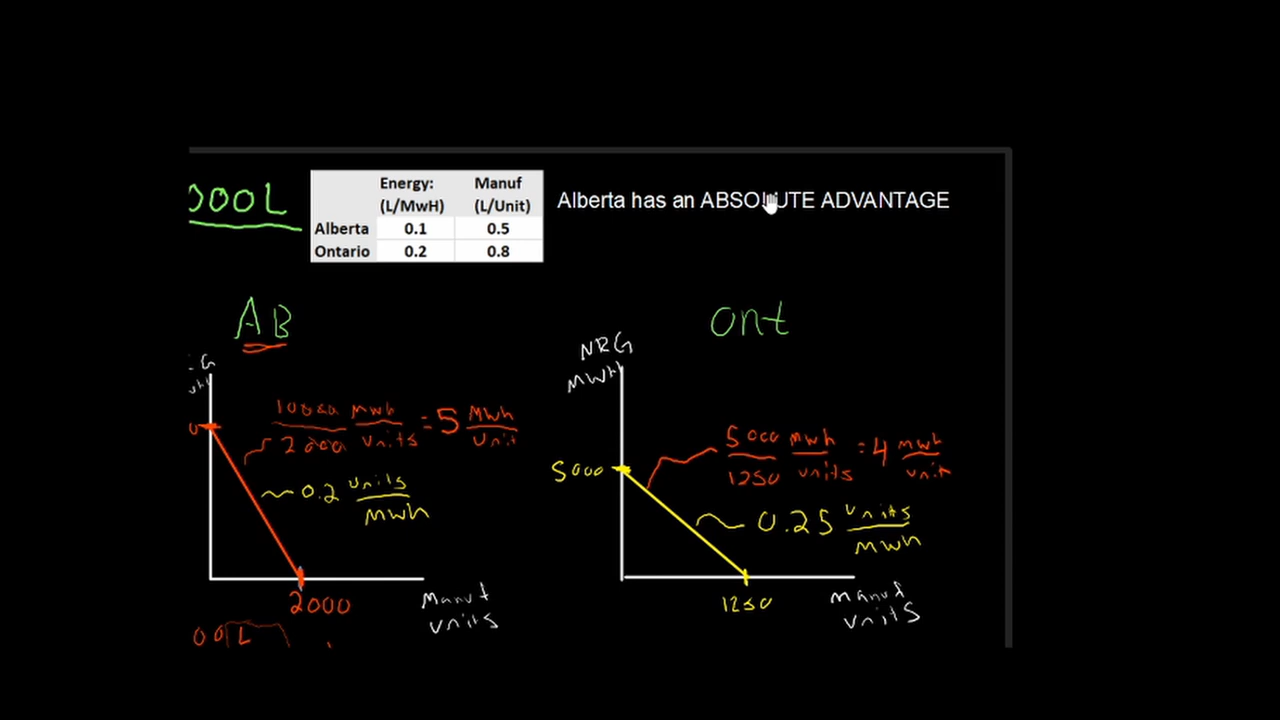 000L
Energy: Manuf
(L/MwH) (L/Unit)
Alberta 0.1 0.5
Ontario 0.2 0.8
Alberta has an ABSOLUTE ADVANTAGE
AB
10000 Mwh
2000 units
= 5 Mwh
Unit
0.2 units
Mwh
2000
Manuf
units
00L
Ont
NRG
MWH
5000
5000 Mwh
1250 units
= 4 mwh
unit
0.25 units
mwh
1250
manuf
units